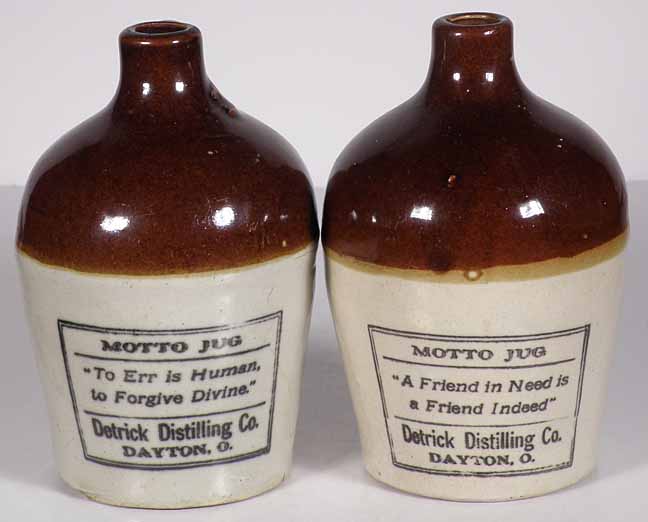 MOTTO JUG
"To Err is Human,
to Forgive Divine."
Detrick Distilling Co.
DAYTON, O.
MOTTO JUG
"A Friend in Need is
a Friend Indeed"
Detrick Distilling Co.
DAYTON, O.